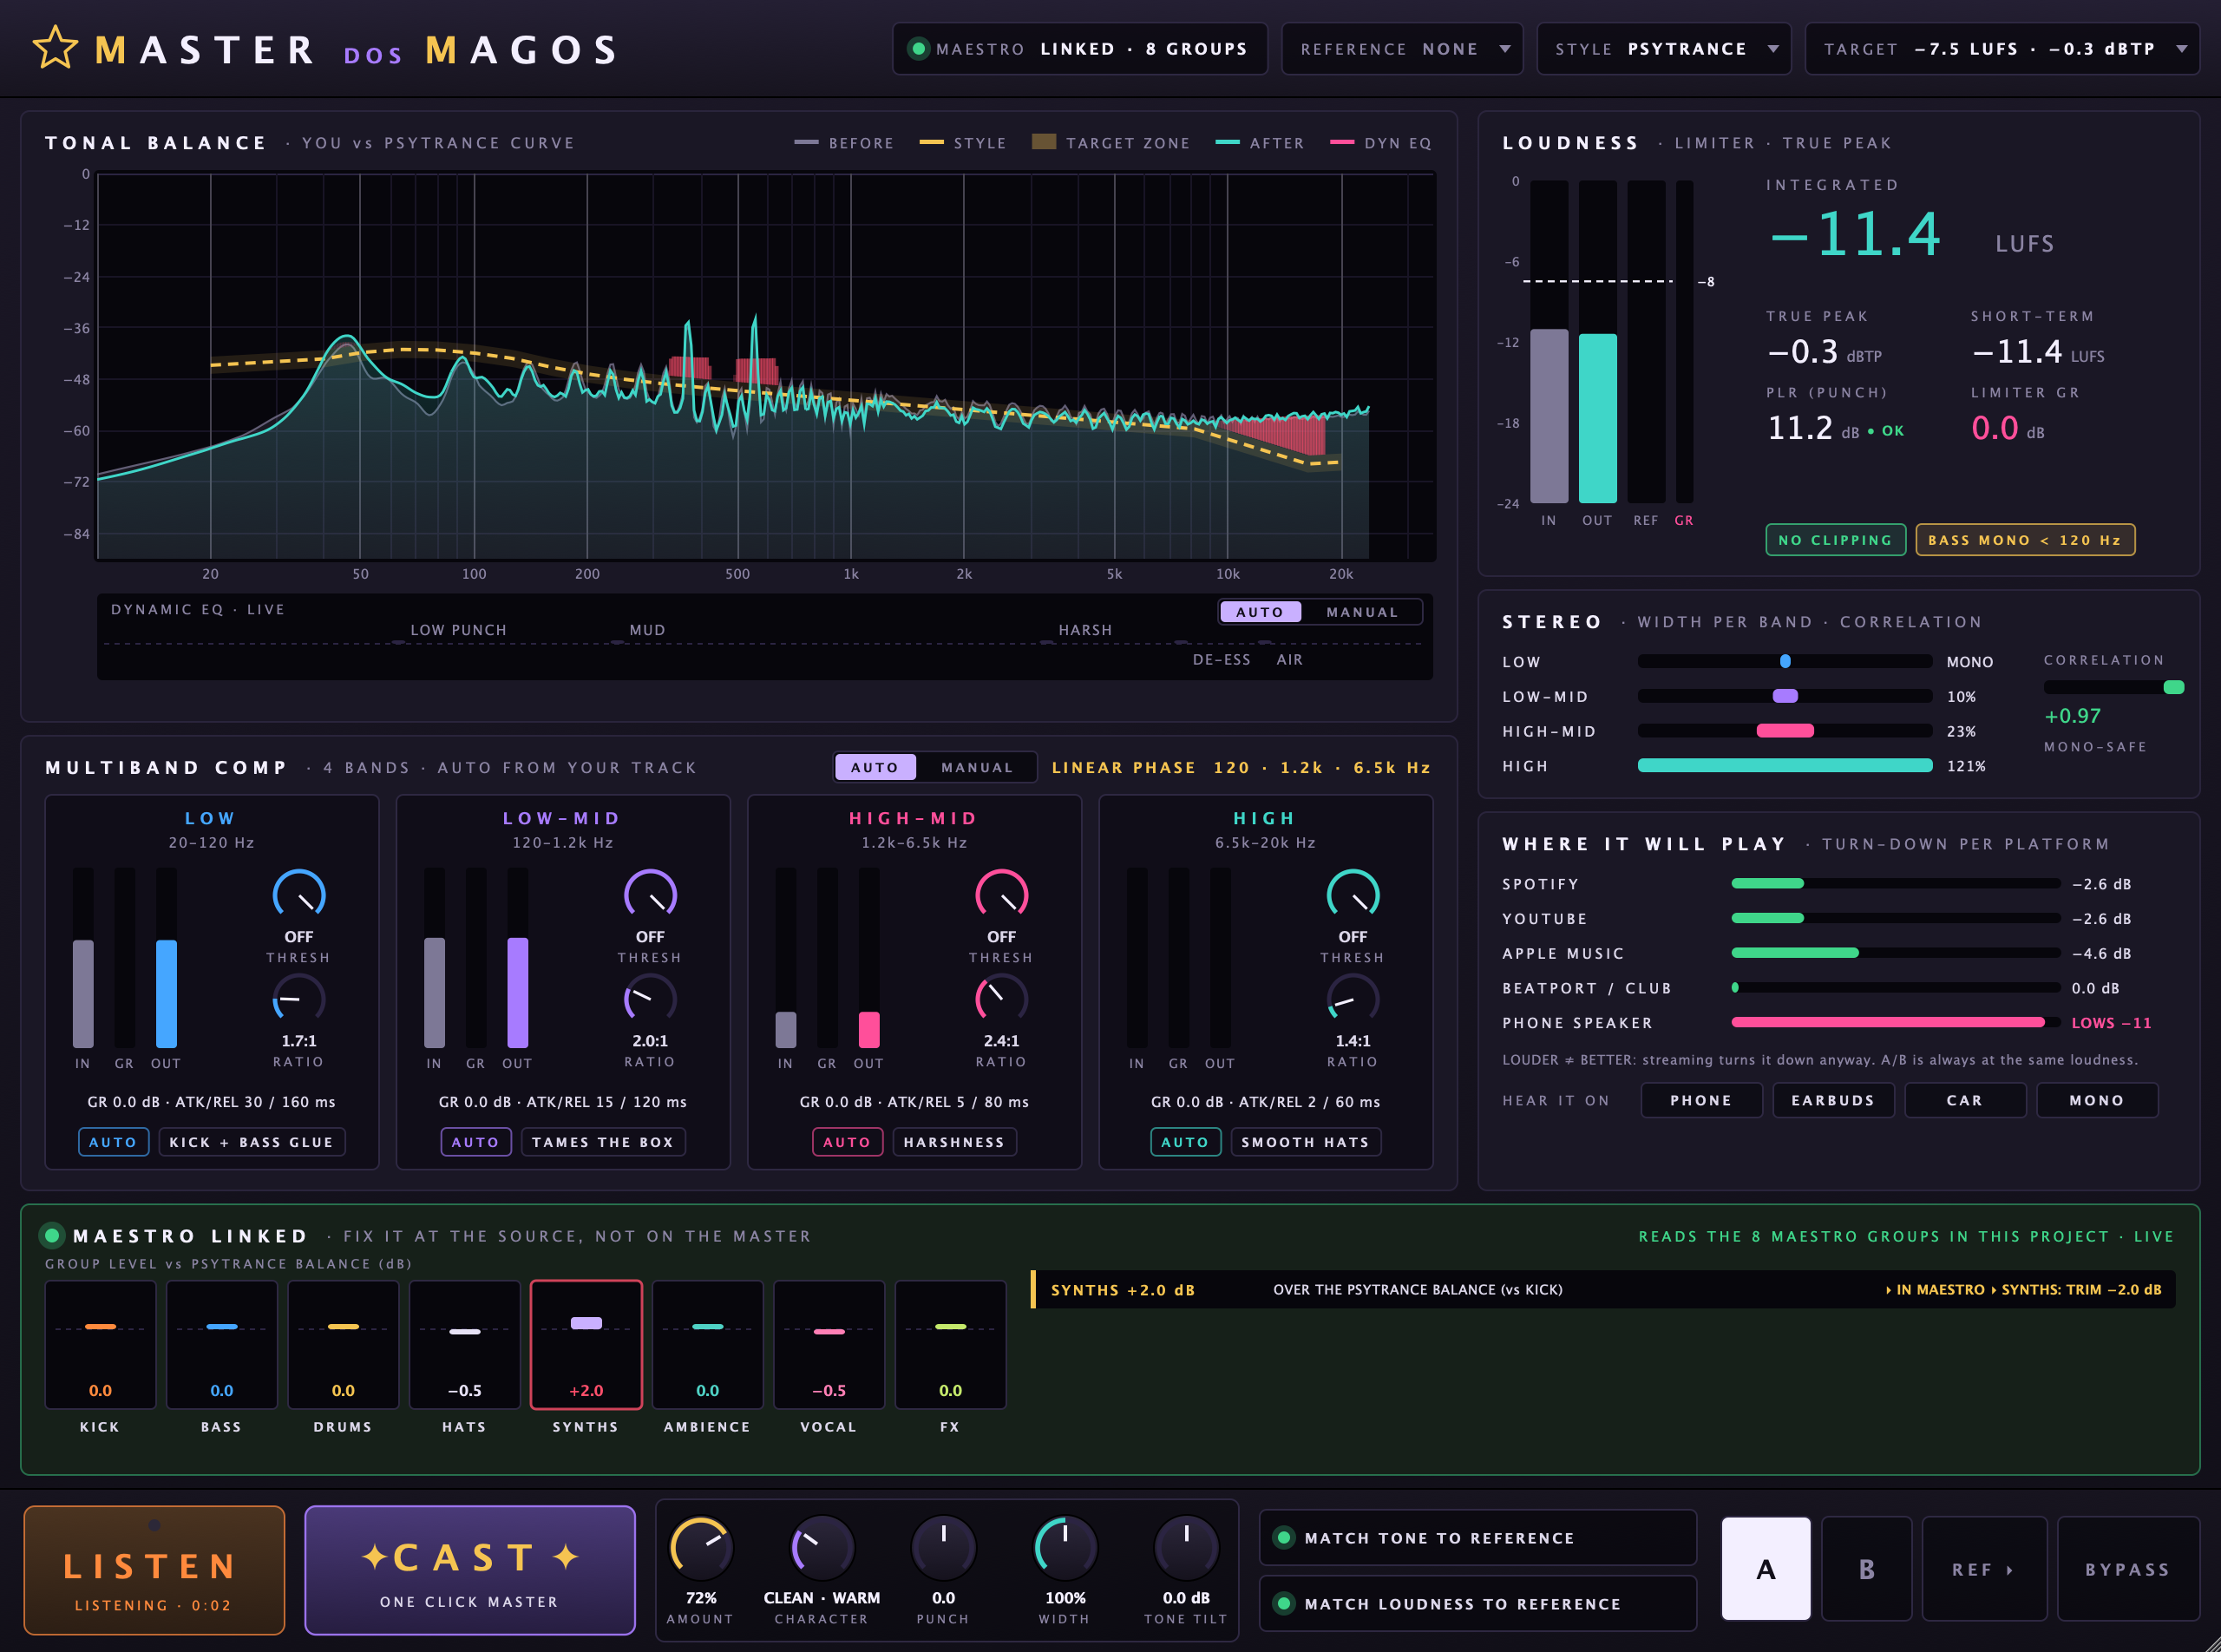 MASTER DOS MAGOS
MAESTRO LINKED · 8 GROUPS
REFERENCE NONE
STYLE PSYTRANCE
TARGET −7.5 LUFS · −0.3 dBTP
TONAL BALANCE · YOU vs PSYTRANCE CURVE
BEFORE STYLE TARGET ZONE AFTER DYN EQ
0
−12
−24
−36
−48
−60
−72
−84
20 50 100 200 500 1k 2k 5k 10k 20k
DYNAMIC EQ · LIVE
AUTO MANUAL
LOW PUNCH MUD HARSH
DE-ESS AIR
LOUDNESS · LIMITER · TRUE PEAK
0
-6
-12
-18
-24
−8
IN OUT REF GR
INTEGRATED
−11.4 LUFS
TRUE PEAK SHORT-TERM
−0.3 dBTP −11.4 LUFS
PLR (PUNCH) LIMITER GR
11.2 dB • OK 0.0 dB
NO CLIPPING BASS MONO < 120 Hz
STEREO · WIDTH PER BAND · CORRELATION
LOW MONO
LOW-MID 10%
HIGH-MID 23%
HIGH 121%
CORRELATION
+0.97
MONO-SAFE
MULTIBAND COMP · 4 BANDS · AUTO FROM YOUR TRACK
AUTO MANUAL
LINEAR PHASE 120 · 1.2k · 6.5k Hz
LOW
20–120 Hz
OFF
THRESH
1.7:1
RATIO
IN GR OUT
GR 0.0 dB · ATK/REL 30 / 160 ms
AUTO KICK + BASS GLUE
LOW-MID
120–1.2k Hz
OFF
THRESH
2.0:1
RATIO
IN GR OUT
GR 0.0 dB · ATK/REL 15 / 120 ms
AUTO TAMES THE BOX
HIGH-MID
1.2k–6.5k Hz
OFF
THRESH
2.4:1
RATIO
IN GR OUT
GR 0.0 dB · ATK/REL 5 / 80 ms
AUTO HARSHNESS
HIGH
6.5k–20k Hz
OFF
THRESH
1.4:1
RATIO
IN GR OUT
GR 0.0 dB · ATK/REL 2 / 60 ms
AUTO SMOOTH HATS
WHERE IT WILL PLAY · TURN-DOWN PER PLATFORM
SPOTIFY −2.6 dB
YOUTUBE −2.6 dB
APPLE MUSIC −4.6 dB
BEATPORT / CLUB 0.0 dB
PHONE SPEAKER LOWS −11
LOUDER ≠ BETTER: streaming turns it down anyway. A/B is always at the same loudness.
HEAR IT ON PHONE EARBUDS CAR MONO
MAESTRO LINKED · FIX IT AT THE SOURCE, NOT ON THE MASTER
READS THE 8 MAESTRO GROUPS IN THIS PROJECT · LIVE
GROUP LEVEL vs PSYTRANCE BALANCE (dB)
0.0 0.0 0.0 −0.5 +2.0 0.0 −0.5 0.0
KICK BASS DRUMS HATS SYNTHS AMBIENCE VOCAL FX
SYNTHS +2.0 dB OVER THE PSYTRANCE BALANCE (vs KICK) ▸ IN MAESTRO ▸ SYNTHS: TRIM −2.0 dB
LISTEN
LISTENING · 0:02
✦CAST✦
ONE CLICK MASTER
72% CLEAN · WARM 0.0 100% 0.0 dB
AMOUNT CHARACTER PUNCH WIDTH TONE TILT
MATCH TONE TO REFERENCE
MATCH LOUDNESS TO REFERENCE
A B REF ▸ BYPASS